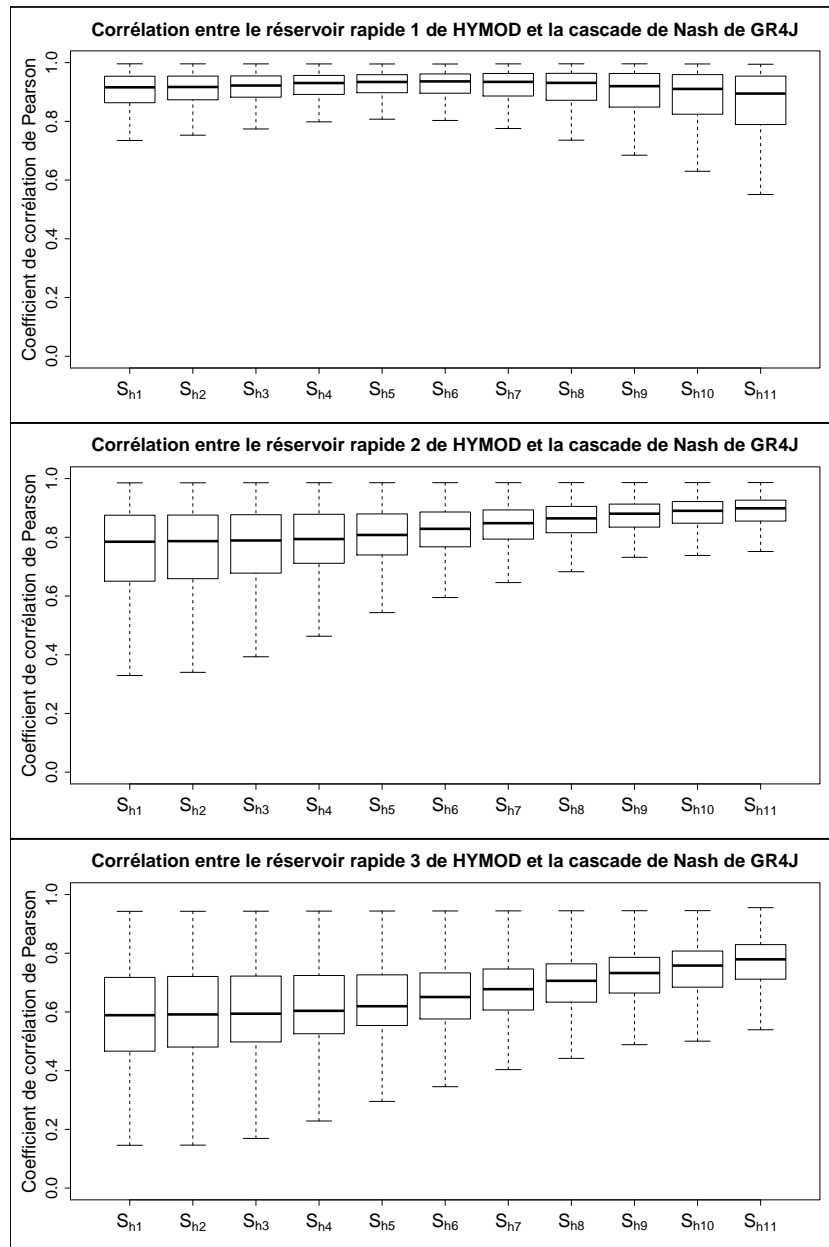 Corrélation entre le réservoir rapide 1 de HYMOD et la cascade de Nash de GR4J
Coefficient de corrélation de Pearson
1.0
0.8
0.6
0.4
0.2
0.0
Sh1 Sh2 Sh3 Sh4 Sh5 Sh6 Sh7 Sh8 Sh9 Sh10 Sh11
Corrélation entre le réservoir rapide 2 de HYMOD et la cascade de Nash de GR4J
Coefficient de corrélation de Pearson
1.0
0.8
0.6
0.4
0.2
0.0
Sh1 Sh2 Sh3 Sh4 Sh5 Sh6 Sh7 Sh8 Sh9 Sh10 Sh11
Corrélation entre le réservoir rapide 3 de HYMOD et la cascade de Nash de GR4J
Coefficient de corrélation de Pearson
1.0
0.8
0.6
0.4
0.2
0.0
Sh1 Sh2 Sh3 Sh4 Sh5 Sh6 Sh7 Sh8 Sh9 Sh10 Sh11